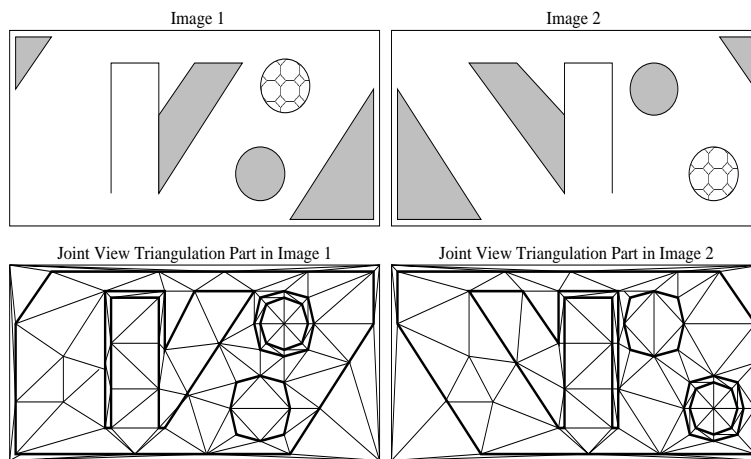 Image 1
Image 2
Joint View Triangulation Part in Image 1
Joint View Triangulation Part in Image 2